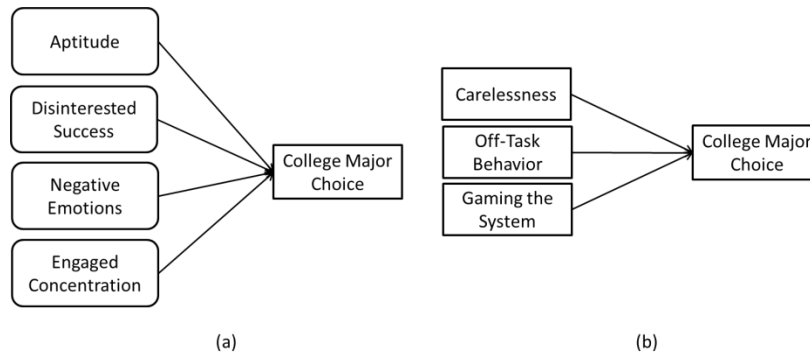 Aptitude
Disinterested
Success
Negative
Emotions
Engaged
Concentration
College Major
Choice
(a)
Carelessness
Off-Task
Behavior
Gaming the
System
College Major
Choice
(b)